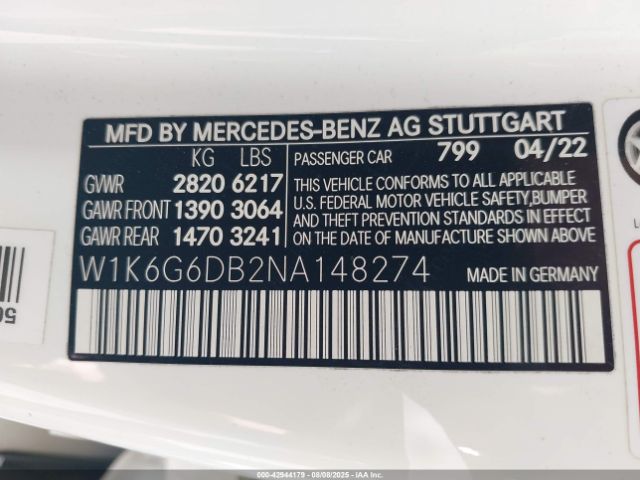 MFD BY MERCEDES-BENZ AG STUTTGART
KG LBS PASSENGER CAR 799 04/22
GVWR 2820 6217
GAWR FRONT 1390 3064
GAWR REAR 1470 3241
THIS VEHICLE CONFORMS TO ALL APPLICABLE
U.S. FEDERAL MOTOR VEHICLE SAFETY, BUMPER
AND THEFT PREVENTION STANDARDS IN EFFECT
ON THE DATE OF MANUFACTURE SHOWN ABOVE.
W1K6G6DB2NA148274 MADE IN GERMANY
000-42944179 - 08/08/2025 - Copyright IAA Holdings, LLC.